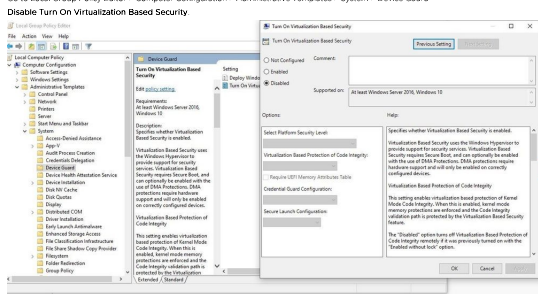 Go to Local Group Policy Editor > Computer Configuration > Administrative Templates > System > Device Guard
Disable Turn On Virtualization Based Security.
Local Group Policy Editor
File Action View Help
Local Computer Policy
Computer Configuration
Software Settings
Windows Settings
Administrative Templates
Control Panel
Network
Printers
Server
Start Menu and Taskbar
System
Access-Denied Assistance
App-V
Audit Process Creation
Credentials Delegation
Device Guard
Device Health Attestation Service
Device Installation
Disk NV Cache
Disk Quotas
Display
Distributed COM
Driver Installation
Early Launch Antimalware
Enhanced Storage Access
File Classification Infrastructure
File Share Shadow Copy Provider
Filesystem
Folder Redirection
Group Policy
Device Guard
Turn On Virtualization Based
Security
Edit policy setting.
Requirements:
At least Windows Server 2016,
Windows 10
Description:
Specifies whether Virtualization
Based Security is enabled.
Virtualization Based Security uses
the Windows Hypervisor to
provide support for security
services. Virtualization Based
Security requires Secure Boot, and
can optionally be enabled with the
use of DMA Protections. DMA
protections require hardware
support and will only be enabled
on correctly configured devices.
Virtualization Based Protection of
Code Integrity
This setting enables virtualization
based protection of Kernel Mode
Code Integrity. When this is
enabled, kernel mode memory
protections are enforced and the
Code Integrity validation path is
protected by the Virtualization
Setting
Deploy Windo
Turn On Virtu
Extended Standard
Turn On Virtualization Based Security
Turn On Virtualization Based Security
Previous Setting
Next Setting
Not Configured
Enabled
Disabled
Comment:
Supported on:
At least Windows Server 2016, Windows 10
Options:
Select Platform Security Level:
Virtualization Based Protection of Code Integrity:
Require UEFI Memory Attributes Table
Credential Guard Configuration:
Secure Launch Configuration:
Help:
Specifies whether Virtualization Based Security is enabled.
Virtualization Based Security uses the Windows Hypervisor to
provide support for security services. Virtualization Based
Security requires Secure Boot, and can optionally be enabled
with the use of DMA Protections. DMA protections require
hardware support and will only be enabled on correctly
configured devices.
Virtualization Based Protection of Code Integrity
This setting enables virtualization based protection of Kernel
Mode Code Integrity. When this is enabled, kernel mode
memory protections are enforced and the Code Integrity
validation path is protected by the Virtualization Based Security
feature.
The "Disabled" option turns off Virtualization Based Protection of
Code Integrity remotely if it was previously turned on with the
"Enabled without lock" option.
OK
Cancel
Apply